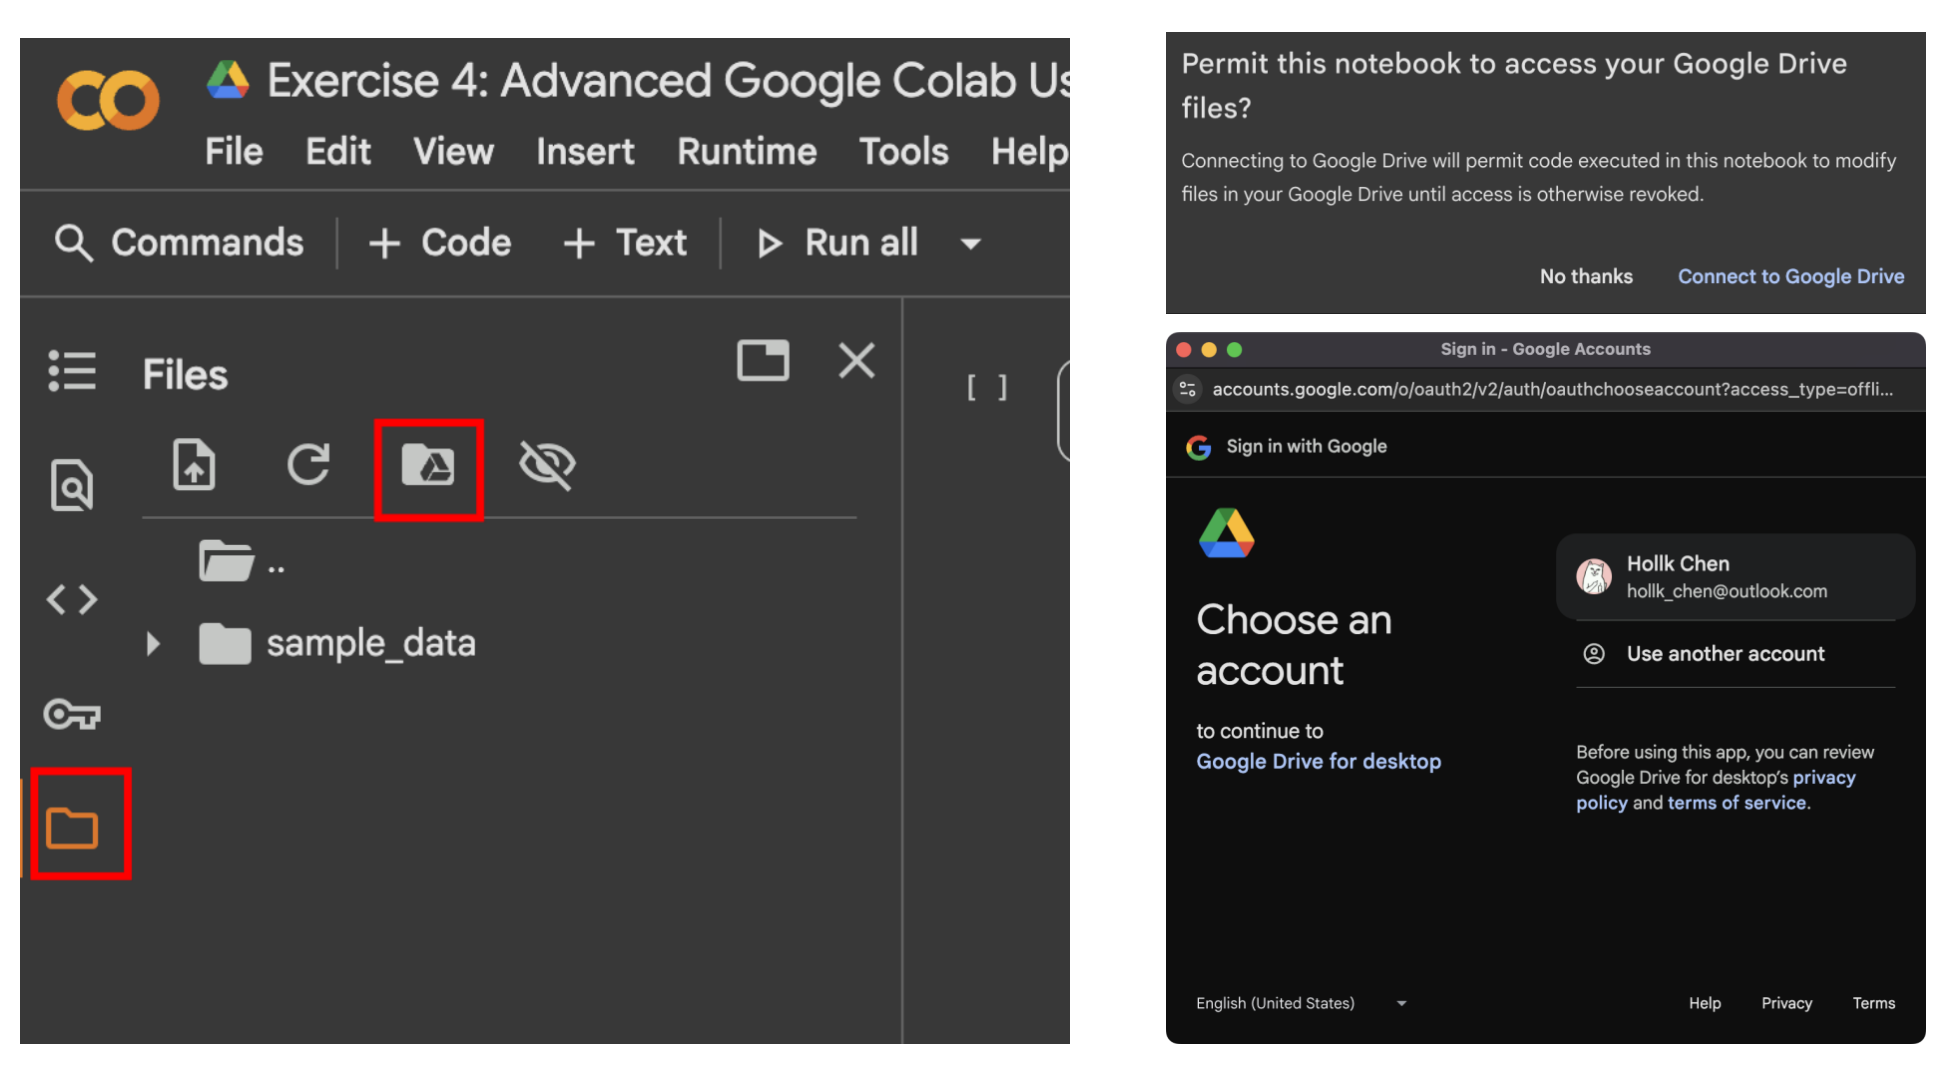 Exercise 4: Advanced Google Colab Us
File Edit View Insert Runtime Tools Help
Commands + Code + Text Run all
Files
[ ]
..
sample_data
Permit this notebook to access your Google Drive
files?
Connecting to Google Drive will permit code executed in this notebook to modify
files in your Google Drive until access is otherwise revoked.
No thanks Connect to Google Drive
Sign in - Google Accounts
accounts.google.com/o/oauth2/v2/auth/oauthchooseaccount?access_type=offli...
Sign in with Google
Choose an
account
to continue to
Google Drive for desktop
Hollk Chen
hollk_chen@outlook.com
Use another account
Before using this app, you can review
Google Drive for desktop's privacy
policy and terms of service.
English (United States) Help Privacy Terms